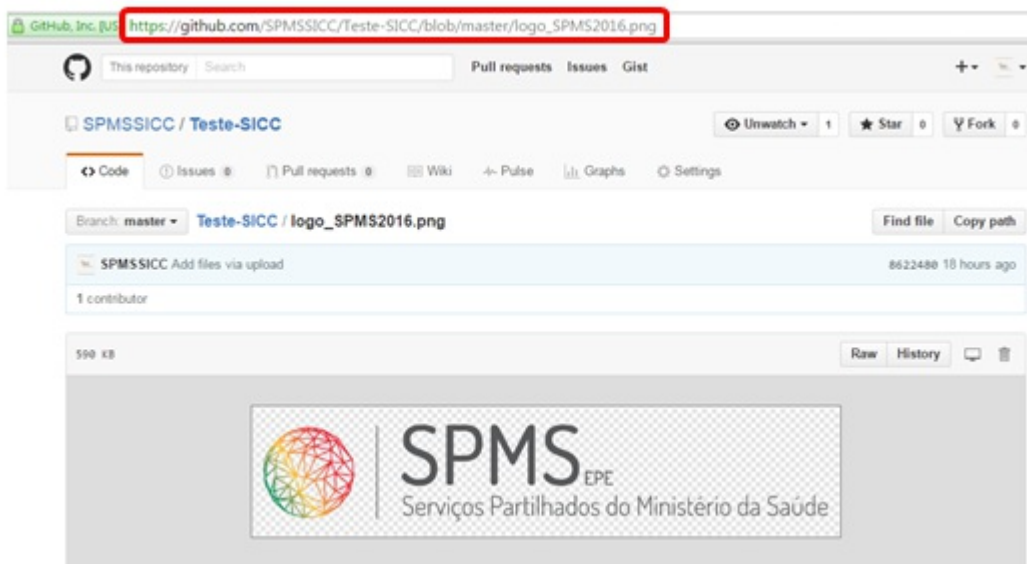 GitHub, Inc. [US] https://github.com/SPMSSICC/Teste-SICC/blob/master/logo_SPMS2016.png
This repository Search Pull requests Issues Gist
SPMSSICC / Teste-SICC Unwatch 1 Star 0 Fork 0
Code Issues 0 Pull requests 0 Wiki Pulse Graphs Settings
Branch: master Teste-SICC / logo_SPMS2016.png Find file Copy path
SPMSSICC Add files via upload 8622480 18 hours ago
1 contributor
590 KB Raw History
SPMS EPE
Serviços Partilhados do Ministério da Saúde